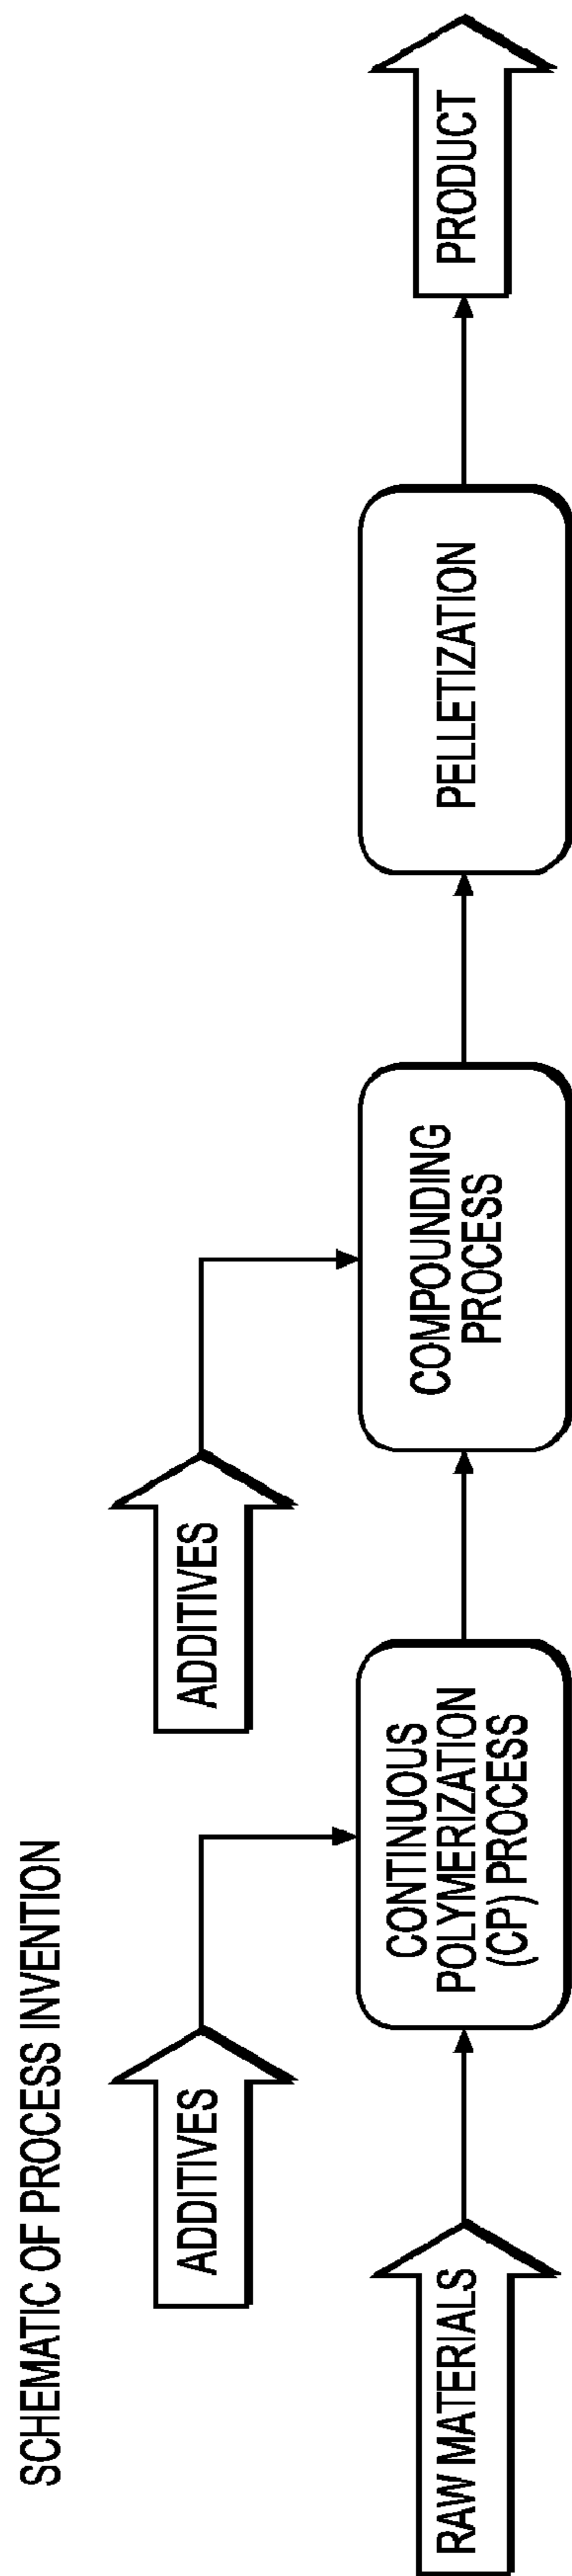 SCHEMATIC OF PROCESS INVENTION
ADDITIVES
ADDITIVES
RAW MATERIALS
CONTINUOUS
POLYMERIZATION
(CP) PROCESS
COMPOUNDING
PROCESS
PELLETIZATION
PRODUCT